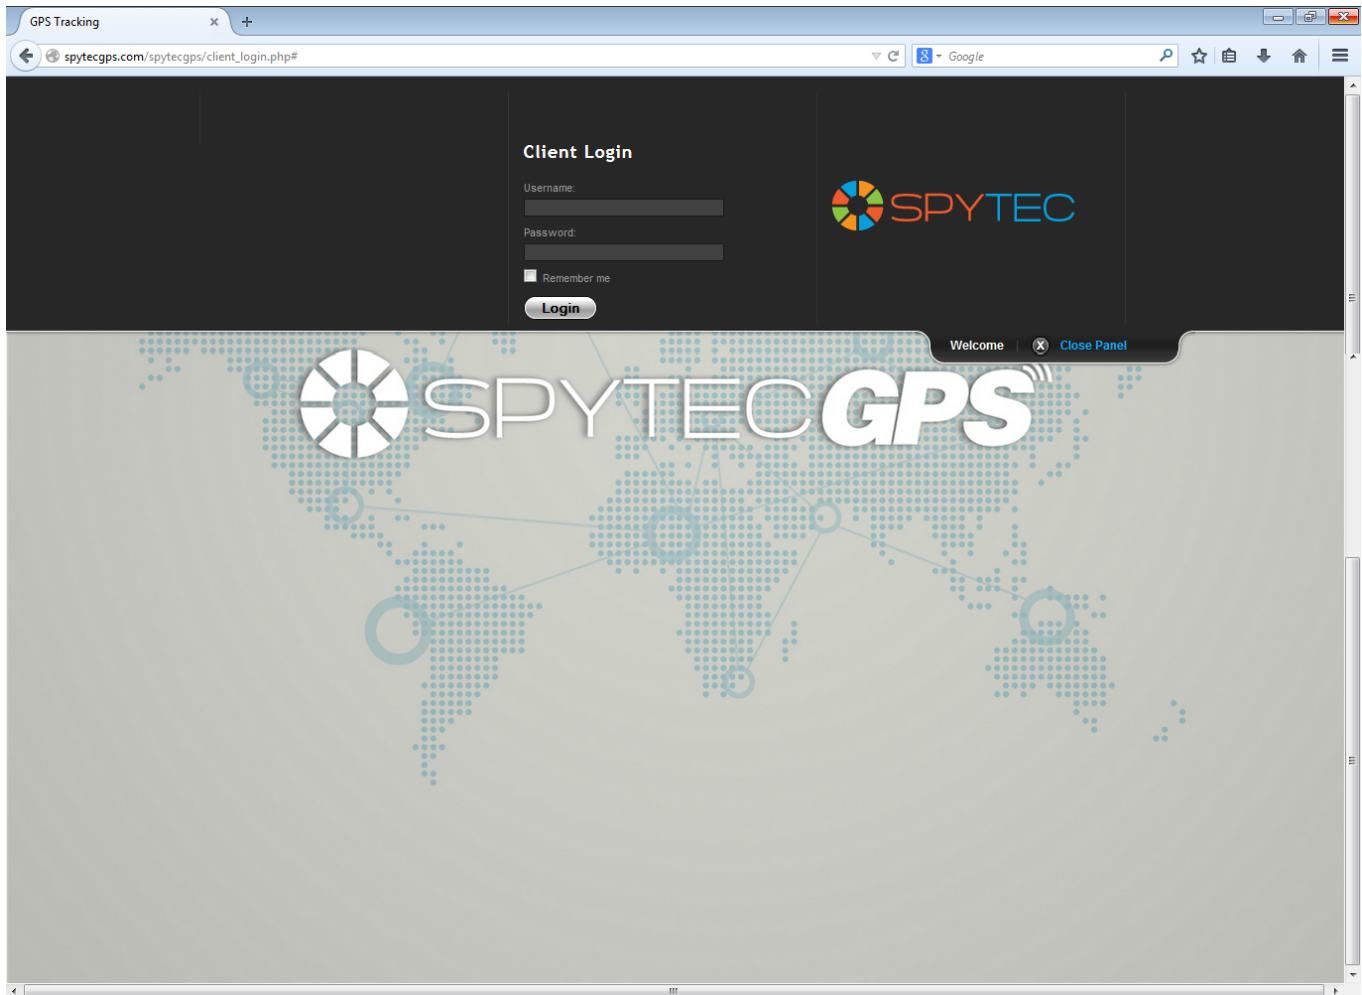 GPS Tracking
spytecgps.com/spytecgps/client_login.php#
Google
Client Login
Username:
SPYTEC
Password:
Remember me
Login
Welcome
X
Close Panel
SPYTECGPS